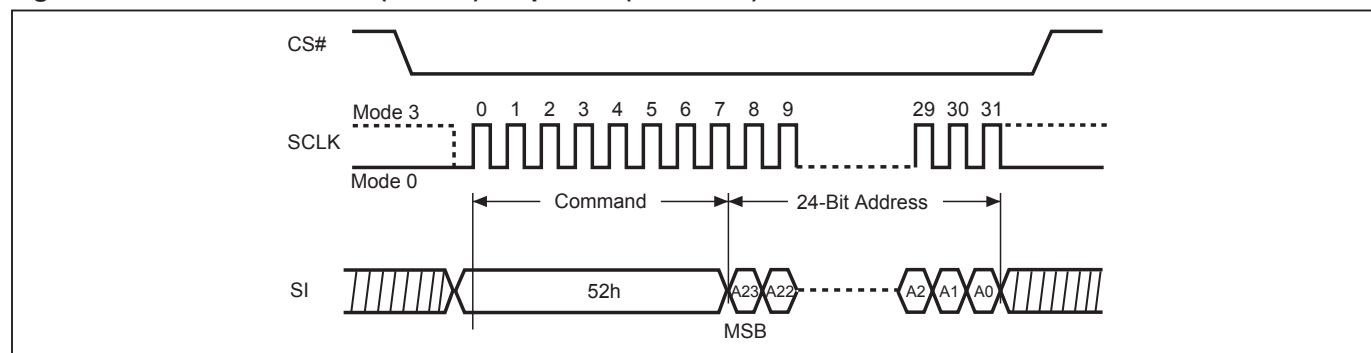 CS#
Mode 3
0 1 2 3 4 5 6 7 8 9 29 30 31
SCLK
Mode 0
Command 24-Bit Address
SI 52h A23 A22 A2 A1 A0
MSB